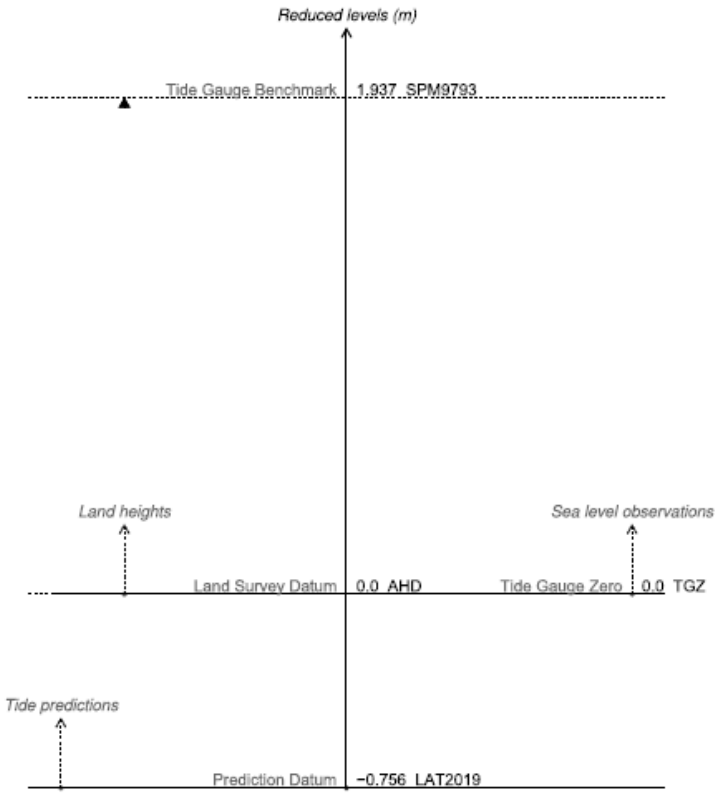 Reduced levels (m)
Tide Gauge Benchmark 1.937 SPM9793
Land heights Sea level observations
Land Survey Datum 0.0 AHD Tide Gauge Zero 0.0 TGZ
Tide predictions
Prediction Datum −0.756 LAT2019